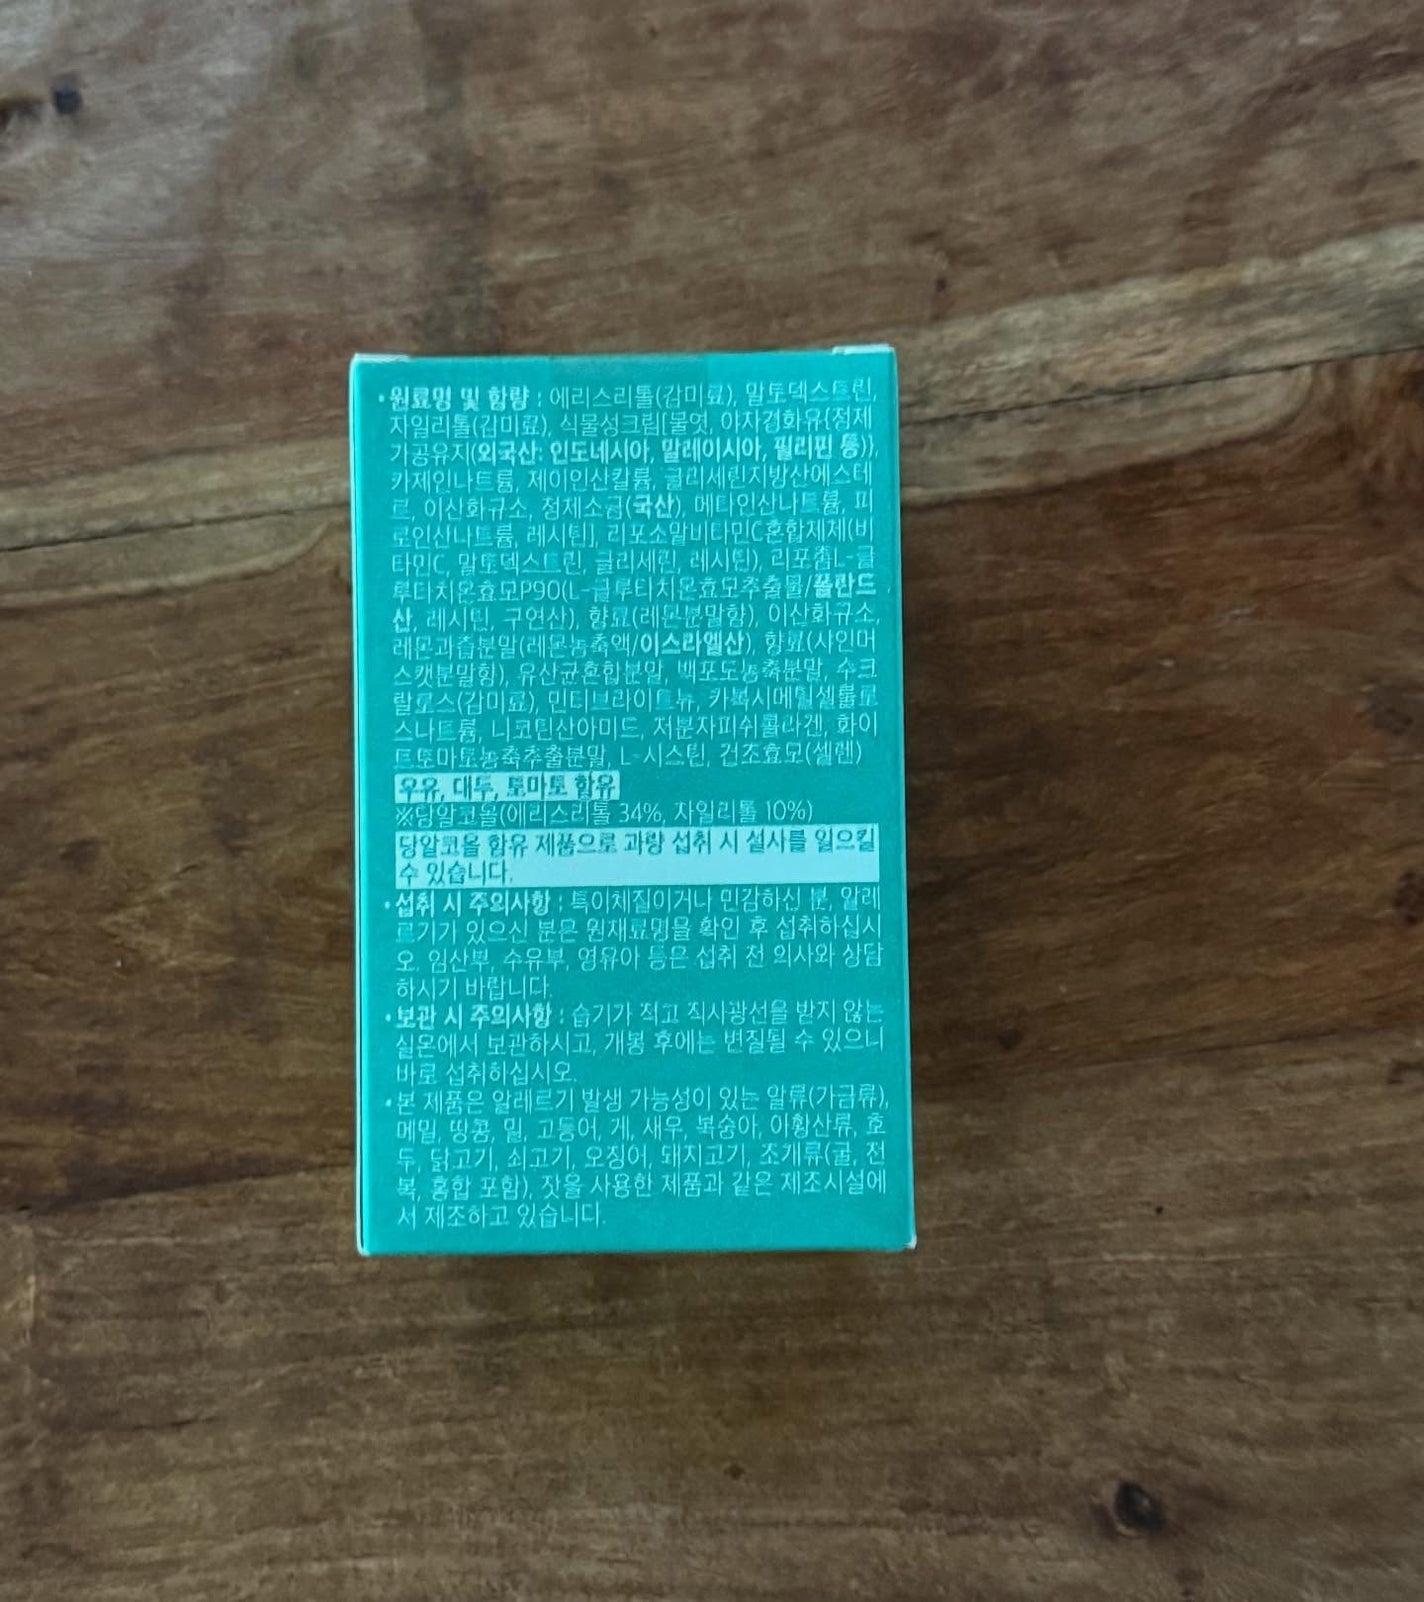 •원료명 및 함량 : 에리스리톨(감미료), 말토덱스트린,
자일리톨(감미료), 식물성크림[물엿, 야자경화유{정제
가공유지(외국산: 인도네시아, 말레이시아, 필리핀 등)},
카제인나트륨, 제이인산칼륨, 글리세린지방산에스테
르, 이산화규소, 정제소금(국산), 메타인산나트륨, 피
로인산나트륨, 레시틴], 리포소말비타민C혼합제제(비
타민C, 말토덱스트린, 글리세린, 레시틴), 리포좀L-글
루타치온효모P90(L-글루타치온효모추출물/폴란드
산, 레시틴, 구연산), 향료(레몬분말향), 이산화규소,
레몬과즙분말(레몬농축액/이스라엘산), 향료(샤인머
스캣분말향), 유산균혼합분말, 백포도농축분말, 수크
랄로스(감미료), 민티브라이트뉴, 카복시메틸셀룰로
스나트륨, 니코틴산아미드, 저분자피쉬콜라겐, 화이
트토마토농축추출분말, L-시스틴, 건조효모(셀렌)
우유, 대두, 토마토 함유
※당알코올(에리스리톨 34%, 자일리톨 10%)
당알코올 함유 제품으로 과량 섭취 시 설사를 일으킬
수 있습니다.
•섭취 시 주의사항 : 특이체질이거나 민감하신 분, 알레
르기가 있으신 분은 원재료명을 확인 후 섭취하십시
오. 임산부, 수유부, 영유아 등은 섭취 전 의사와 상담
하시기 바랍니다.
•보관 시 주의사항 : 습기가 적고 직사광선을 받지 않는
실온에서 보관하시고, 개봉 후에는 변질될 수 있으니
바로 섭취하십시오.
•본 제품은 알레르기 발생 가능성이 있는 알류(가금류),
메밀, 땅콩, 밀, 고등어, 게, 새우, 복숭아, 아황산류, 호
두, 닭고기, 쇠고기, 오징어, 돼지고기, 조개류(굴, 전
복, 홍합 포함), 잣을 사용한 제품과 같은 제조시설에
서 제조하고 있습니다.